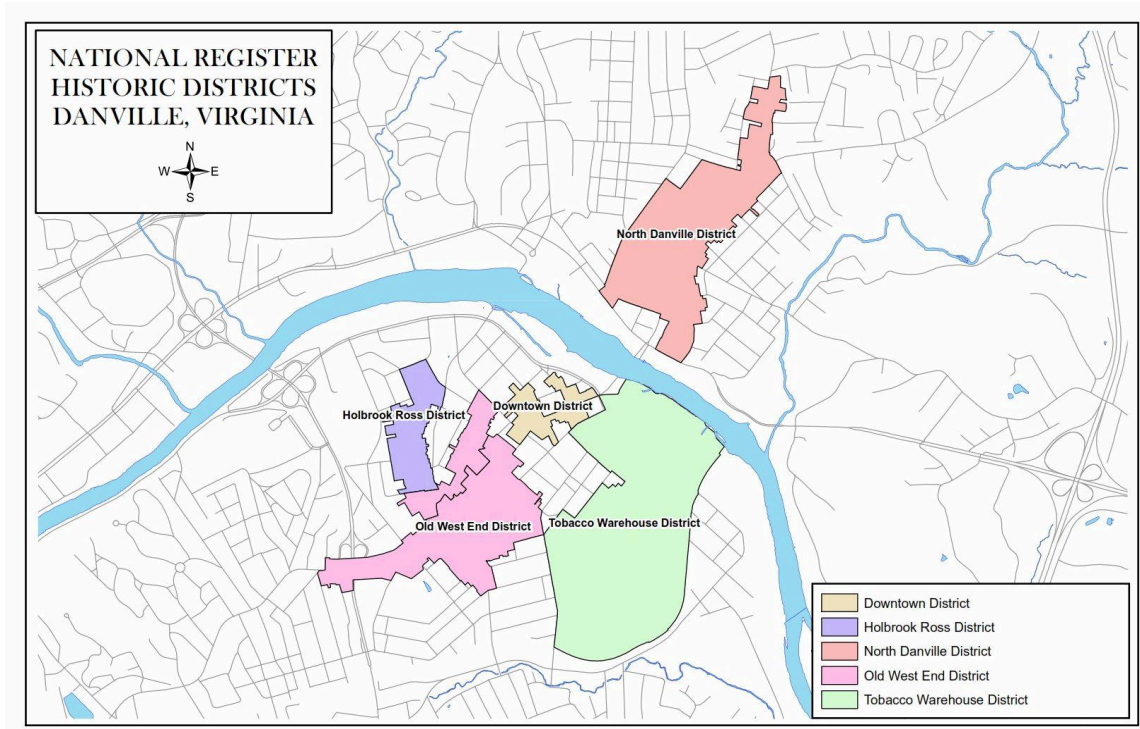 NATIONAL REGISTER
HISTORIC DISTRICTS
DANVILLE, VIRGINIA
N
W E
S
North Danville District
Downtown District
Holbrook Ross District
Tobacco Warehouse District
Old West End District
Downtown District
Holbrook Ross District
North Danville District
Old West End District
Tobacco Warehouse District